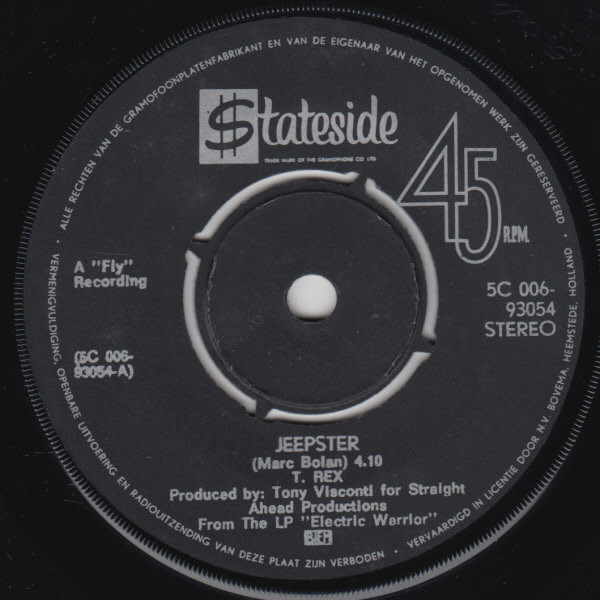 ALLE RECHTEN VAN DE GRAMOFOONPLATENFABRIKANT EN VAN DE EIGENAAR VAN HET OPGENOMEN WERK ZIJN GERESERVEERD •
$tateside
TRADE MARK OF THE GRAMOPHONE CO LTD
45 R.P.M.
A "Fly"
Recording
5C 006-
93054
STEREO
(5C 006-
93054-A)
JEEPSTER
(Marc Bolan) 4.10
T. REX
Produced by: Tony Visconti for Straight
Ahead Productions
From The LP "Electric Warrior"
BIEM
VERMENIGVULDIGING, OPENBARE UITVOERING EN RADIOUITZENDING VAN DEZE PLAAT ZIJN VERBODEN •
VERVAARDIGD IN LICENTIE DOOR N.V. BOVEMA, HEEMSTEDE, HOLLAND